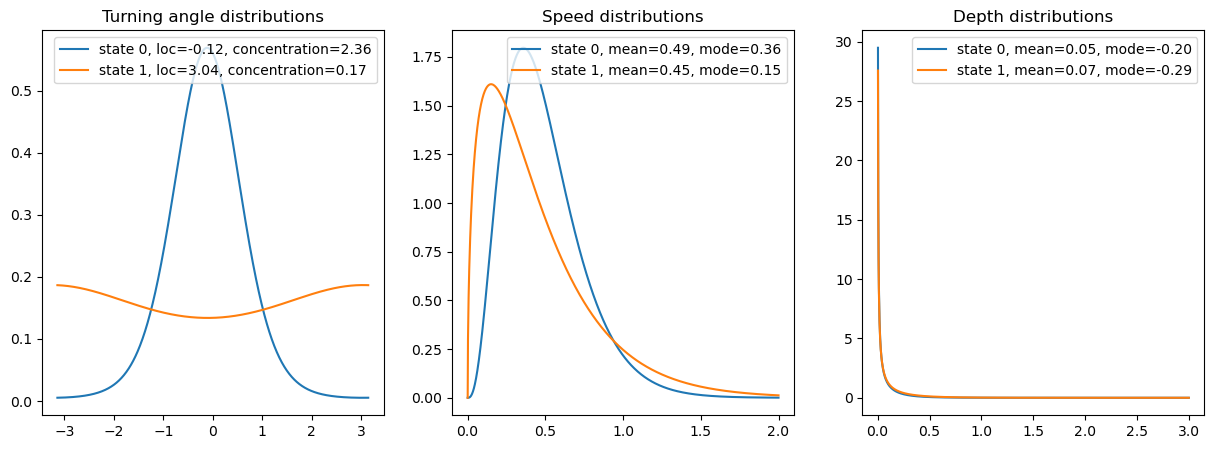 Turning angle distributions
state 0, loc=-0.12, concentration=2.36
state 1, loc=3.04, concentration=0.17
0.5
0.4
0.3
0.2
0.1
0.0
−3 −2 −1 0 1 2 3
Speed distributions
state 0, mean=0.49, mode=0.36
state 1, mean=0.45, mode=0.15
1.75
1.50
1.25
1.00
0.75
0.50
0.25
0.00
0.0 0.5 1.0 1.5 2.0
Depth distributions
state 0, mean=0.05, mode=-0.20
state 1, mean=0.07, mode=-0.29
30
25
20
15
10
5
0
0.0 0.5 1.0 1.5 2.0 2.5 3.0